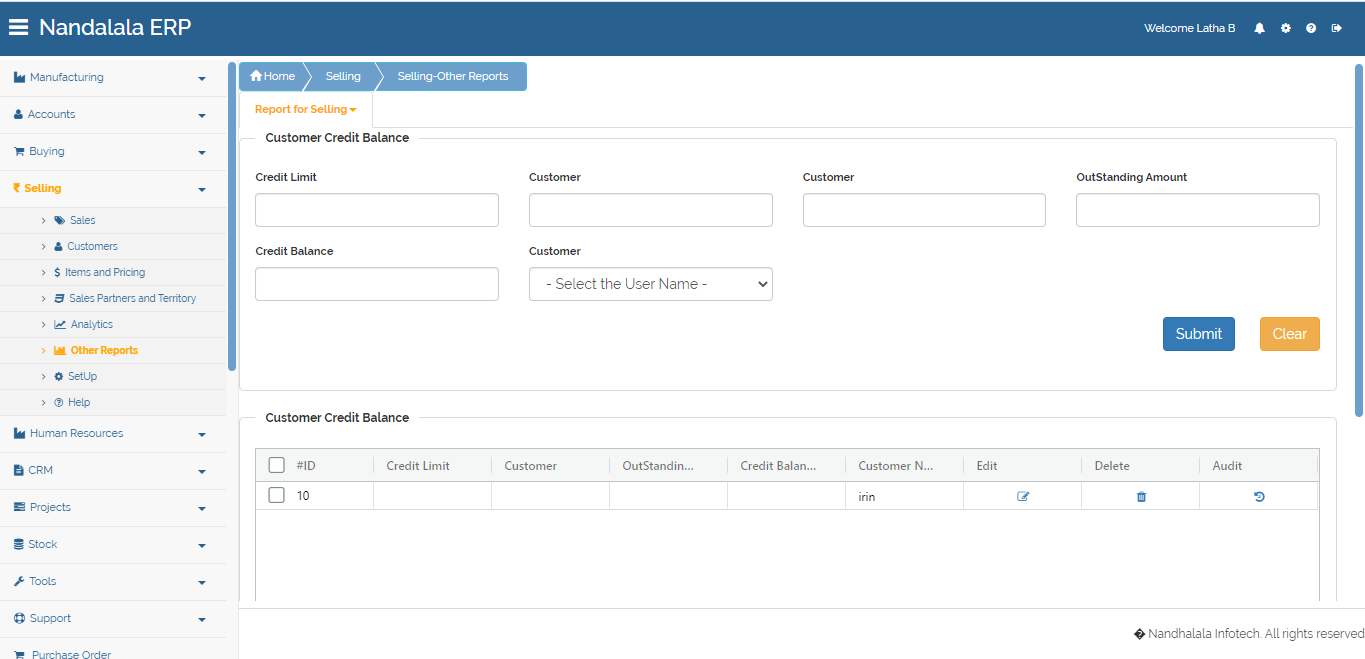 Nandalala ERP
Welcome Latha B
Manufacturing
Accounts
Buying
Selling
Sales
Customers
Items and Pricing
Sales Partners and Territory
Analytics
Other Reports
SetUp
Help
Human Resources
CRM
Projects
Stock
Tools
Support
Purchase Order
Home Selling Selling-Other Reports
Report for Selling
Customer Credit Balance
Credit Limit Customer Customer OutStanding Amount
Credit Balance Customer
- Select the User Name -
Submit Clear
Customer Credit Balance
#ID Credit Limit Customer OutStandin... Credit Balan... Customer N... Edit Delete Audit
10 irin
� Nandhalala Infotech. All rights reserved